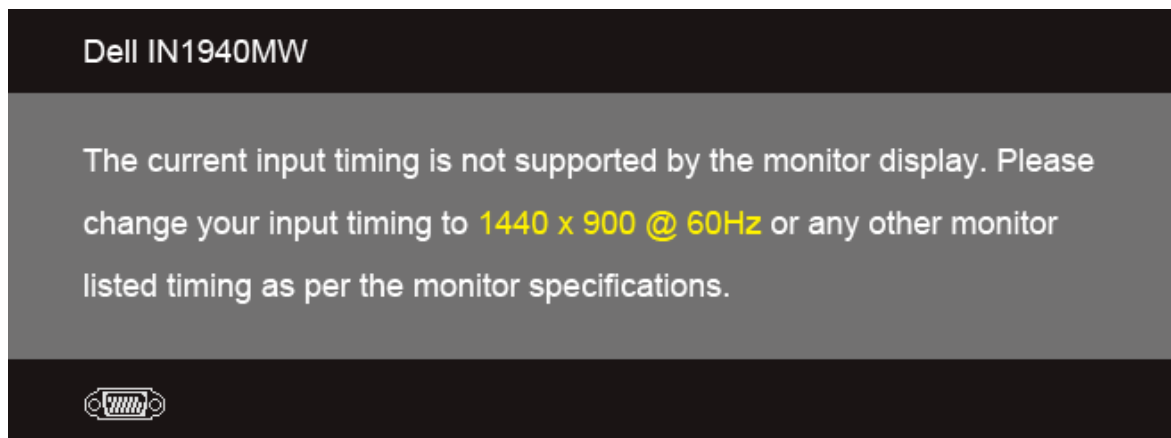 Dell IN1940MW
The current input timing is not supported by the monitor display. Please
change your input timing to 1440 x 900 @ 60Hz or any other monitor
listed timing as per the monitor specifications.